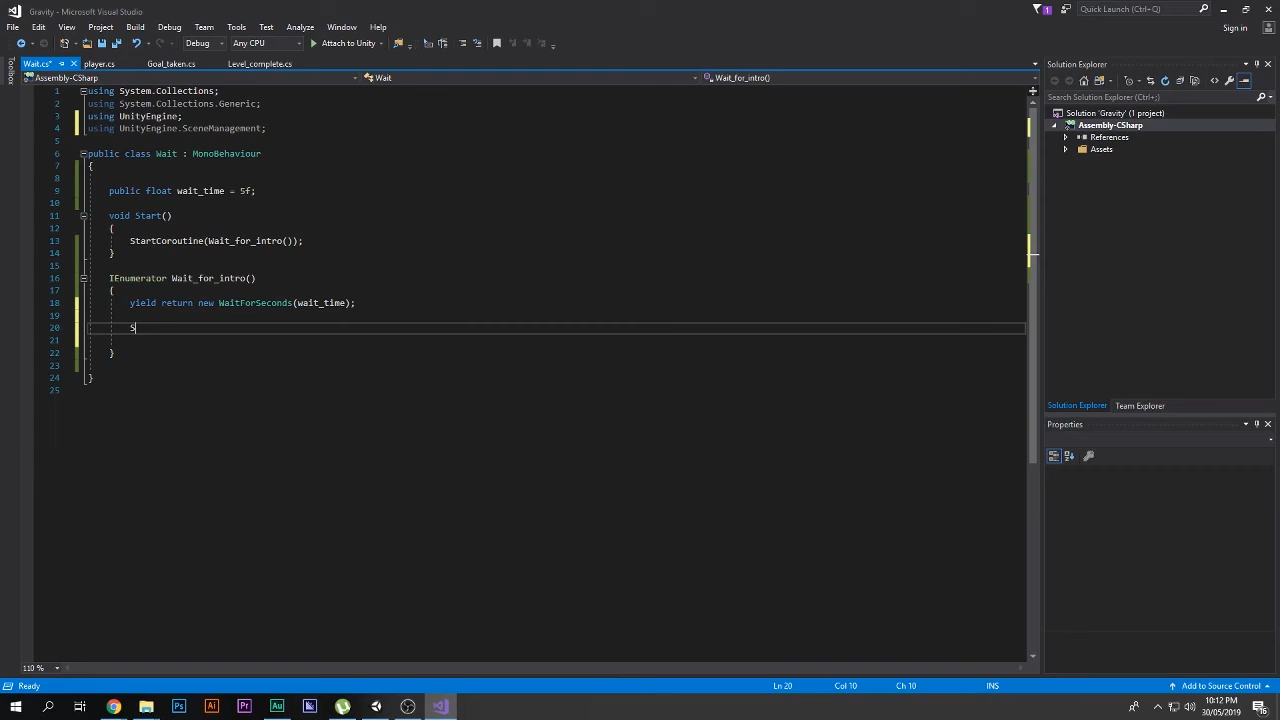 Gravity - Microsoft Visual Studio
1
Quick Launch (Ctrl+Q)
File Edit View Project Build Debug Team Tools Test Analyze Window Help
Sign in
Debug Any CPU Attach to Unity
Toolbox
Wait.cs* player.cs Goal_taken.cs Level_complete.cs
Solution Explorer
Assembly-CSharp Wait Wait_for_intro()
Search Solution Explorer (Ctrl+;)
Solution 'Gravity' (1 project)
Assembly-CSharp
References
Assets
1 using System.Collections;
2 using System.Collections.Generic;
3 using UnityEngine;
4 using UnityEngine.SceneManagement;
5
6 public class Wait : MonoBehaviour
7 {
8
9 public float wait_time = 5f;
10
11 void Start()
12 {
13 StartCoroutine(Wait_for_intro());
14 }
15
16 IEnumerator Wait_for_intro()
17 {
18 yield return new WaitForSeconds(wait_time);
19
20 S
21
22 }
23
24 }
25
Solution Explorer Team Explorer
Properties
110 %
Ready Ln 20 Col 10 Ch 10 INS Add to Source Control
Ps Ai Pr Au
10:12 PM
30/05/2019